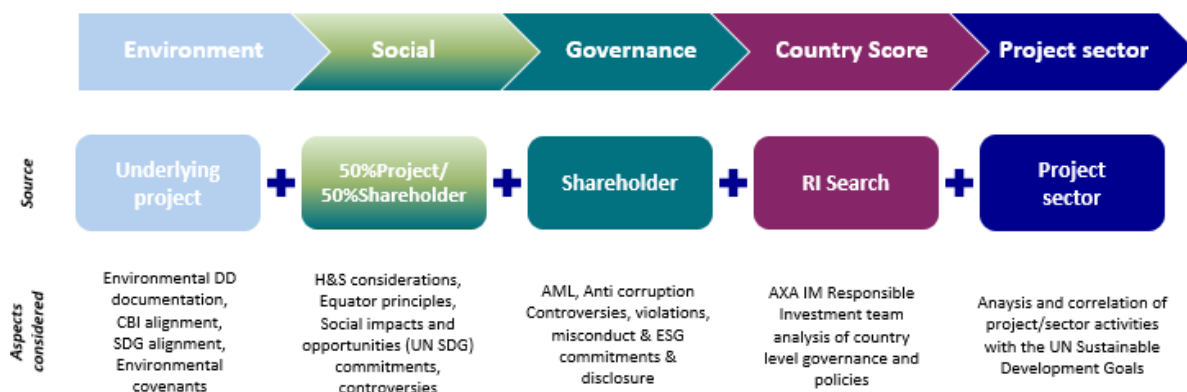 Environment
Social
Governance
Country Score
Project sector
Source
Underlying
project
50%Project/
50%Shareholder
Shareholder
RI Search
Project
sector
Aspects
considered
Environmental DD
documentation,
CBI alignment,
SDG alignment,
Environmental
covenants
H&S considerations,
Equator principles,
Social impacts and
opportunities (UN SDG)
commitments,
controversies
AML, Anti corruption
Controversies, violations,
misconduct & ESG
commitments &
disclosure
AXA IM Responsible
Investment team
analysis of country
level governance and
policies
Anaysis and correlation of
project/sector activities
with the UN Sustainable
Development Goals